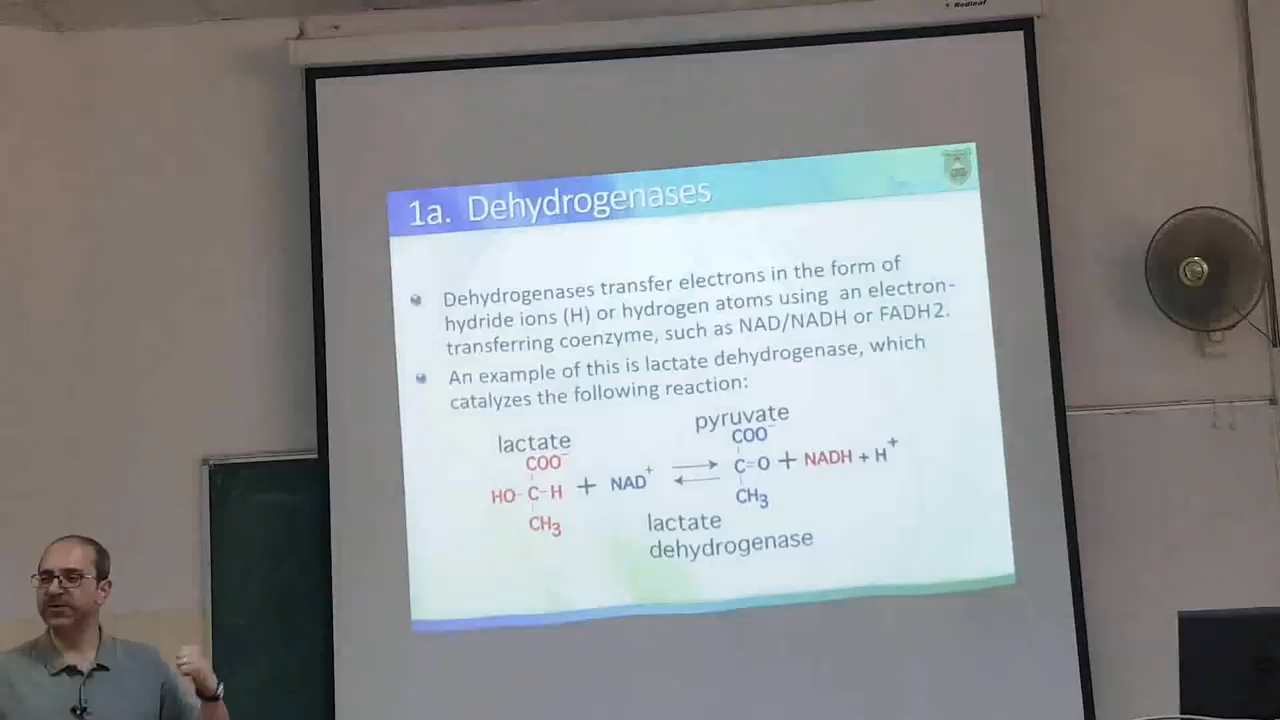 Redinal
1a. Dehydrogenases
Dehydrogenases transfer electrons in the form of
hydride ions (H) or hydrogen atoms using an electron-
transferring coenzyme, such as NAD/NADH or FADH2.
An example of this is lactate dehydrogenase, which
catalyzes the following reaction:
lactate
COO⁻
HO-C-H + NAD⁺
CH3
pyruvate
COO⁻
C=O + NADH + H⁺
CH3
lactate
dehydrogenase